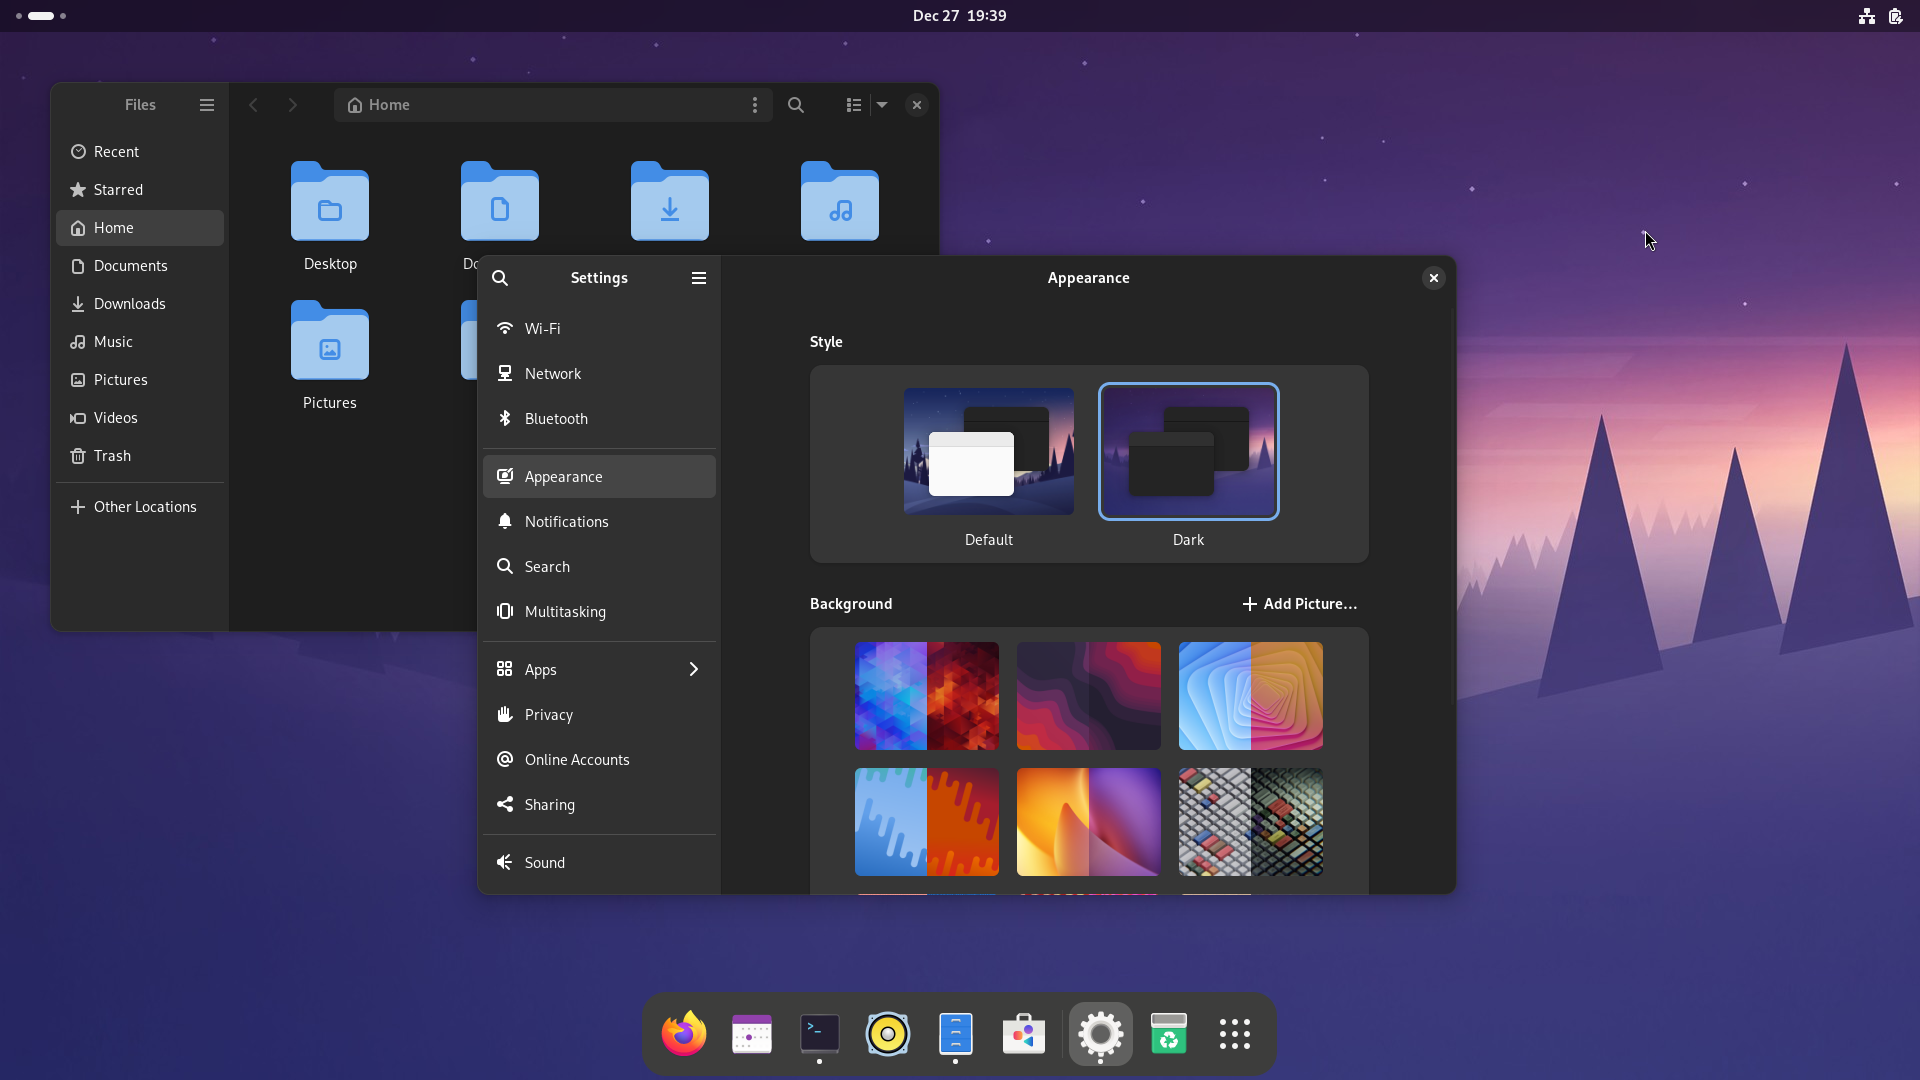 Dec 27 19:39
Files
Home
Recent
Starred
Home
Documents
Downloads
Music
Pictures
Videos
Trash
Other Locations
Desktop
Do
Pictures
Settings
Wi-Fi
Network
Bluetooth
Appearance
Notifications
Search
Multitasking
Apps
Privacy
Online Accounts
Sharing
Sound
Appearance
Style
Default
Dark
Background
Add Picture…
>_